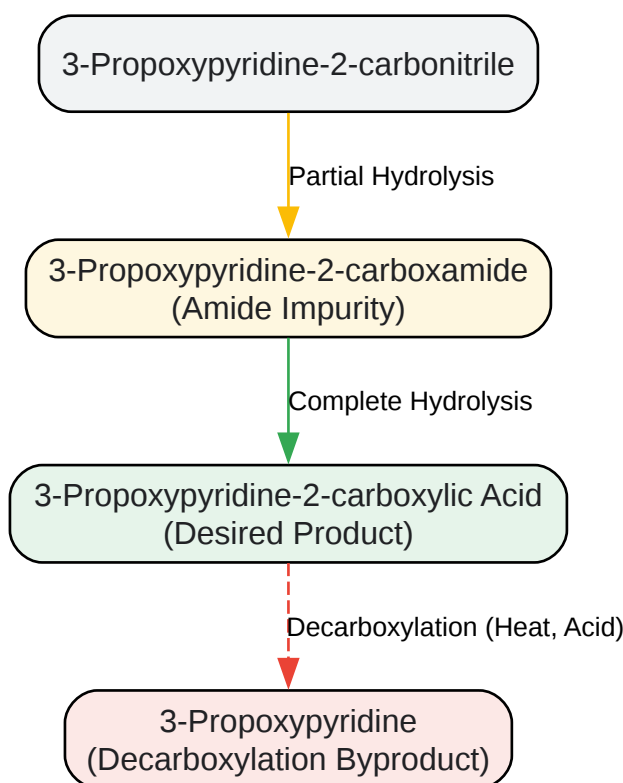 3-Propoxypyridine-2-carbonitrile
Partial Hydrolysis
3-Propoxypyridine-2-carboxamide
(Amide Impurity)
Complete Hydrolysis
3-Propoxypyridine-2-carboxylic Acid
(Desired Product)
Decarboxylation (Heat, Acid)
3-Propoxypyridine
(Decarboxylation Byproduct)